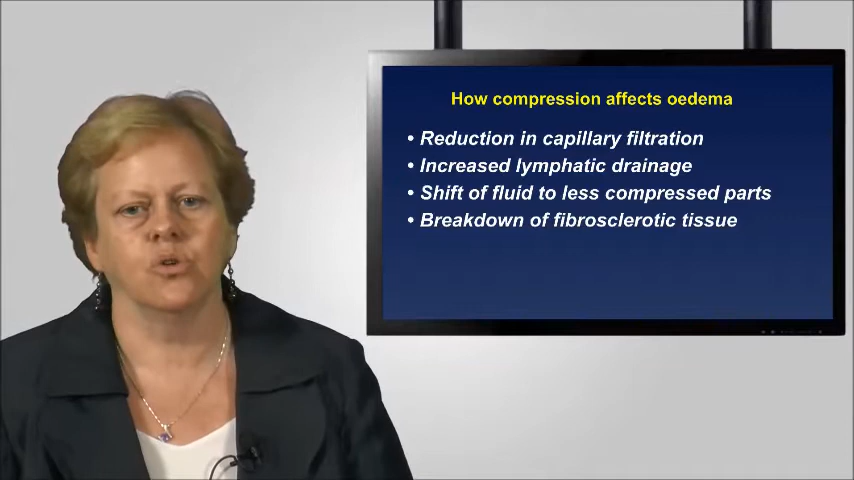 How compression affects oedema
• Reduction in capillary filtration
• Increased lymphatic drainage
• Shift of fluid to less compressed parts
• Breakdown of fibrosclerotic tissue